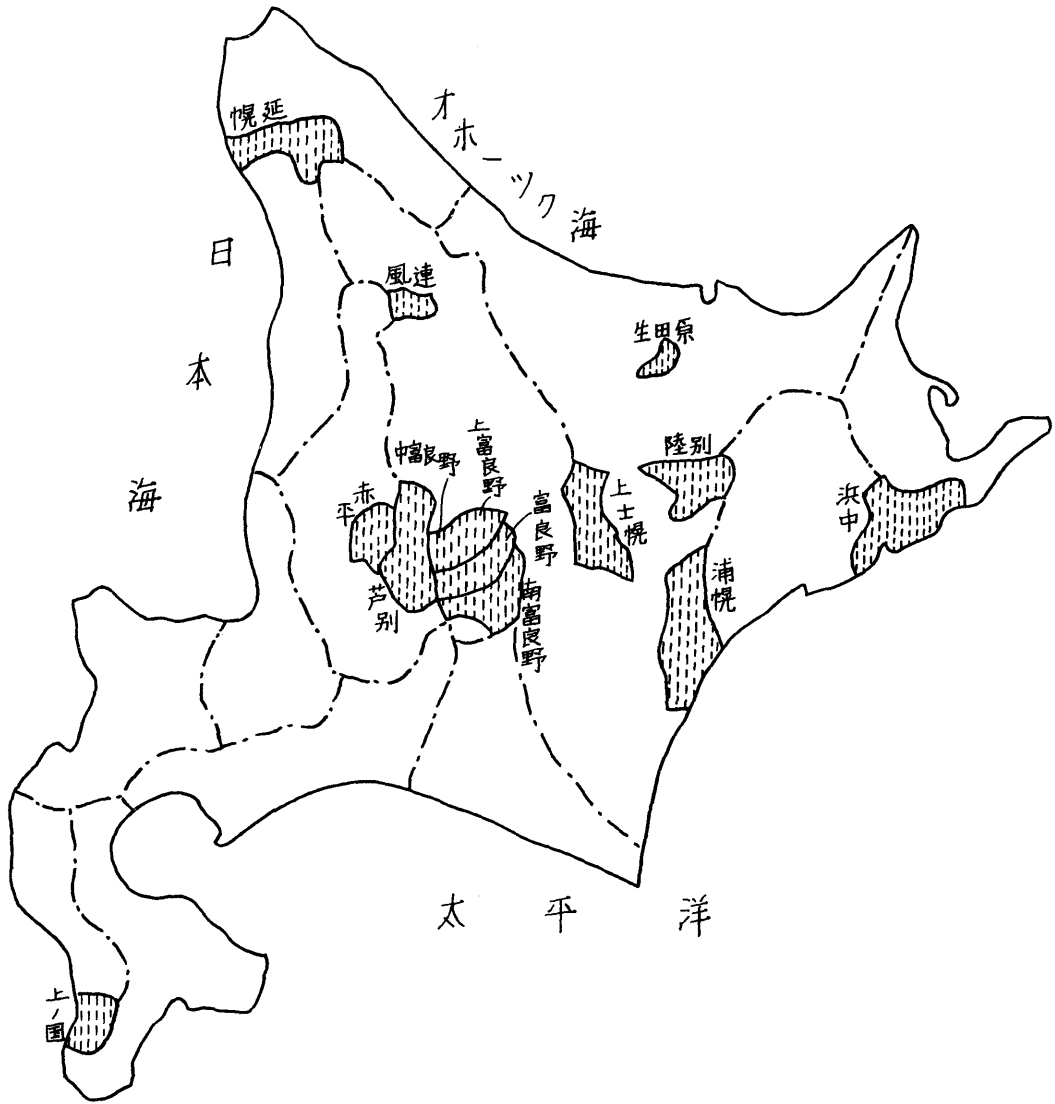 オホーツク海
幌延
日本海
風連
生田原
上富良野
中富良野
陸別
赤平
富良野
上士幌
浜中
芦別
南富良野
浦幌
太平洋
上ノ国